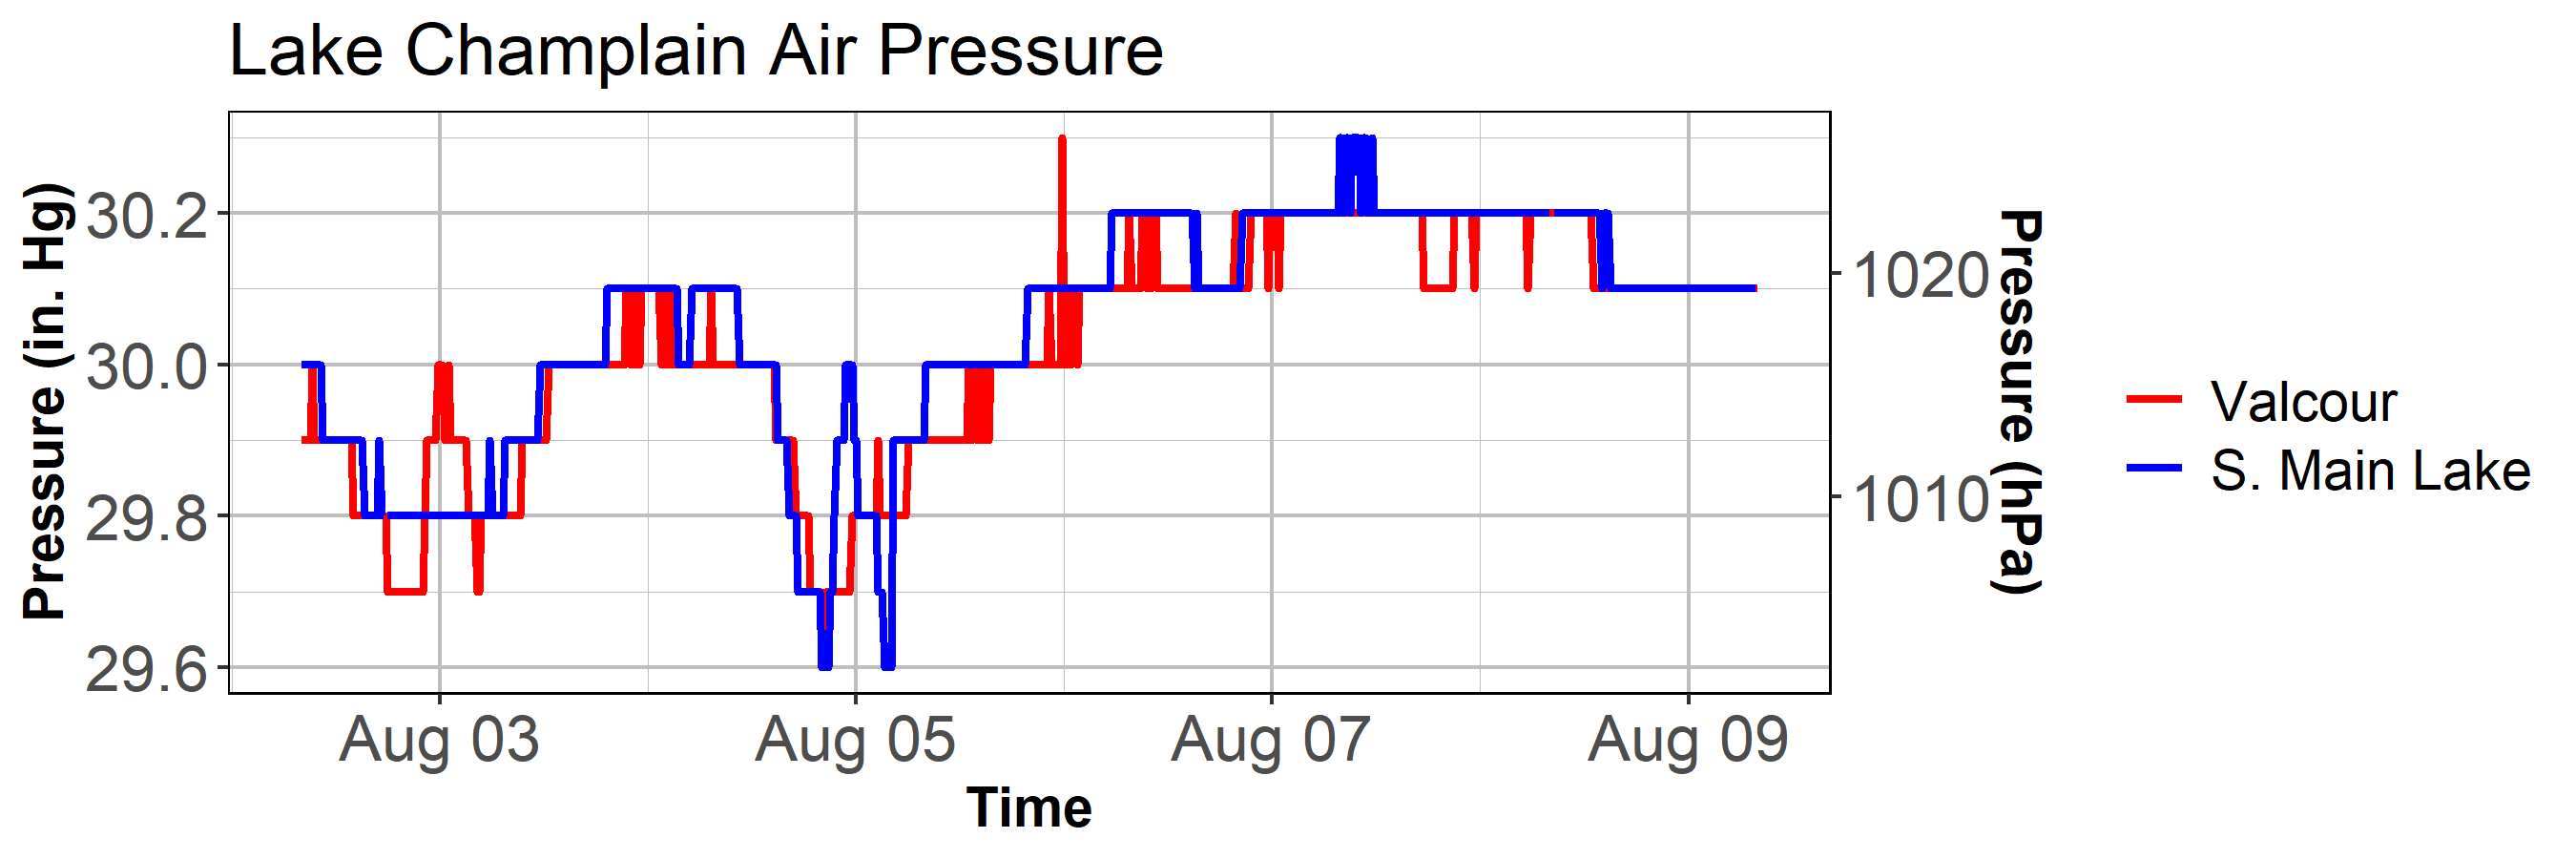 Lake Champlain Air Pressure
Pressure (in. Hg)
30.2
30.0
29.8
29.6
Aug 03 Aug 05 Aug 07 Aug 09
Time
1020
1010
Pressure (hPa)
Valcour
S. Main Lake